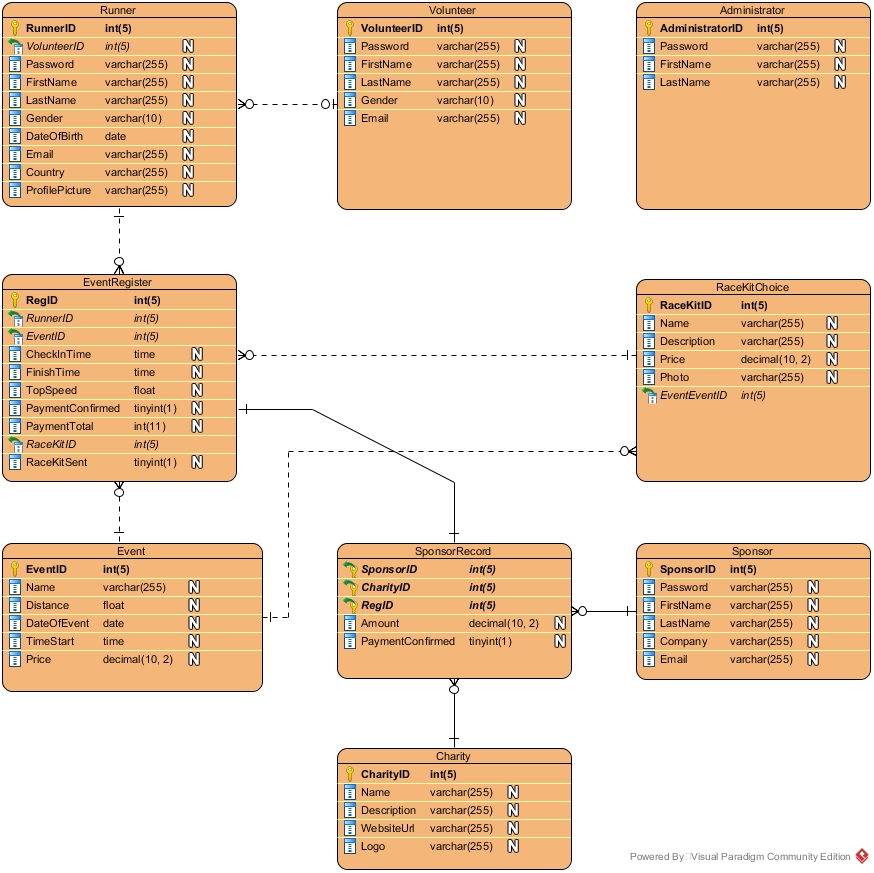 Runner
RunnerID int(5)
VolunteerID int(5) N
Password varchar(255) N
FirstName varchar(255) N
LastName varchar(255) N
Gender varchar(10) N
DateOfBirth date N
Email varchar(255) N
Country varchar(255) N
ProfilePicture varchar(255) N
Volunteer
VolunteerID int(5)
Password varchar(255) N
FirstName varchar(255) N
LastName varchar(255) N
Gender varchar(10) N
Email varchar(255) N
Administrator
AdministratorID int(5)
Password varchar(255) N
FirstName varchar(255) N
LastName varchar(255) N
EventRegister
RegID int(5)
RunnerID int(5)
EventID int(5)
CheckInTime time N
FinishTime time N
TopSpeed float N
PaymentConfirmed tinyint(1) N
PaymentTotal int(11) N
RaceKitID int(5)
RaceKitSent tinyint(1) N
RaceKitChoice
RaceKitID int(5)
Name varchar(255) N
Description varchar(255) N
Price decimal(10, 2) N
Photo varchar(255) N
EventEventID int(5)
Event
EventID int(5)
Name varchar(255) N
Distance float N
DateOfEvent date N
TimeStart time N
Price decimal(10, 2) N
SponsorRecord
SponsorID int(5)
CharityID int(5)
RegID int(5)
Amount decimal(10, 2) N
PaymentConfirmed tinyint(1) N
Sponsor
SponsorID int(5)
Password varchar(255) N
FirstName varchar(255) N
LastName varchar(255) N
Company varchar(255) N
Email varchar(255) N
Charity
CharityID int(5)
Name varchar(255) N
Description varchar(255) N
WebsiteUrl varchar(255) N
Logo varchar(255) N
Powered By Visual Paradigm Community Edition